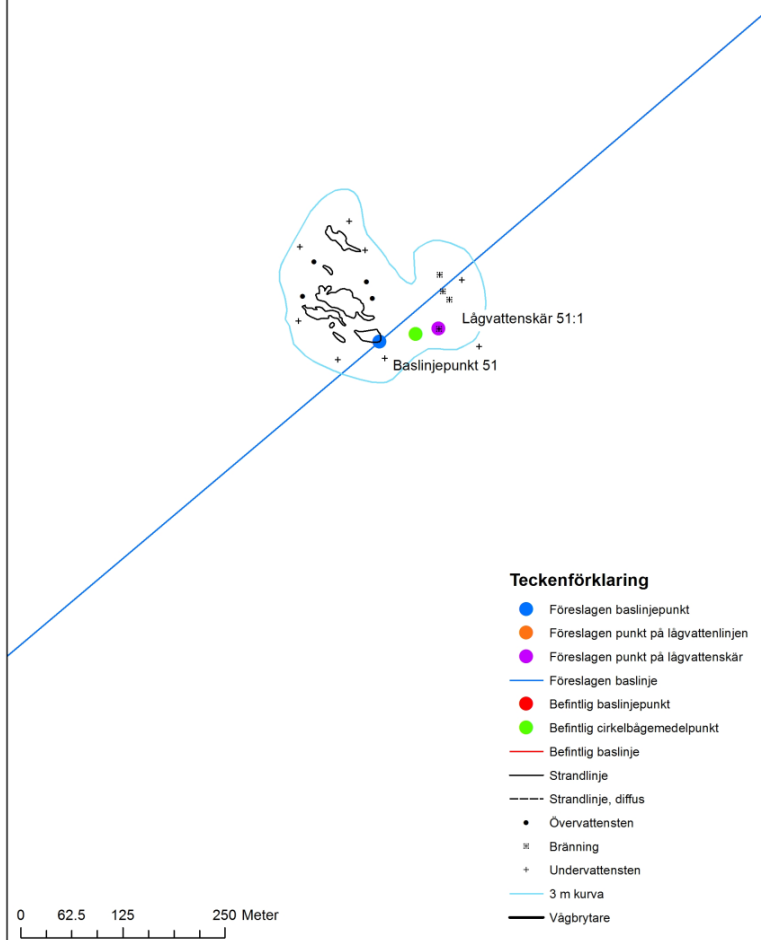 Lågvattenskär 51:1
Baslinjepunkt 51
Teckenförklaring
Föreslagen baslinjepunkt
Föreslagen punkt på lågvattenlinjen
Föreslagen punkt på lågvattenskär
Föreslagen baslinje
Befintlig baslinjepunkt
Befintlig cirkelbågemedelpunkt
Befintlig baslinje
Strandlinje
Strandlinje, diffus
Övervattensten
Bränning
Undervattensten
3 m kurva
Vågbrytare
0 62.5 125 250 Meter